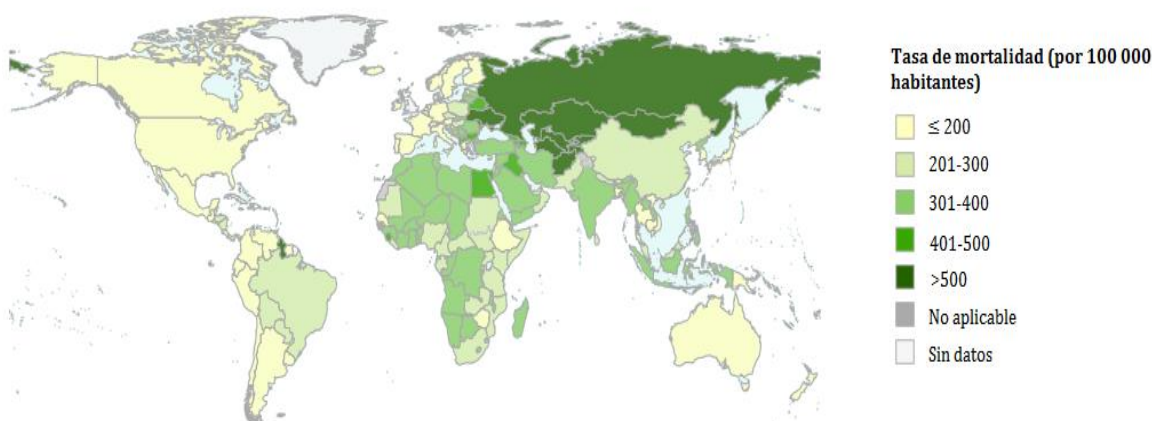 Tasa de mortalidad (por 100 000
habitantes)
≤ 200
201-300
301-400
401-500
>500
No aplicable
Sin datos